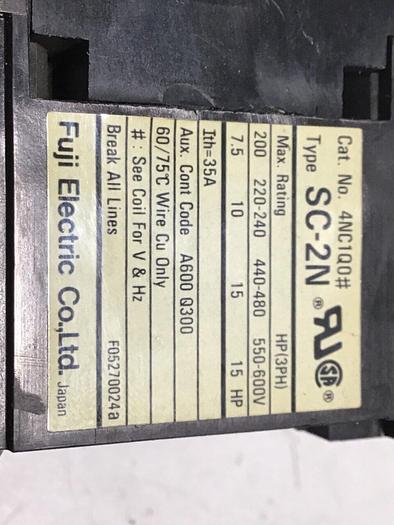 Cat. No. 4NC1Q0#
Type SC-2N
Max. Rating HP(3PH)
200 220-240 440-480 550-600V
7.5 10 15 15 HP
Ith=35A
Aux. Cont Code A600 Q300
60/75℃ Wire Cu Only
#: See Coil For V & Hz
Break All Lines F05270024a
Fuji Electric Co.,Ltd. Japan